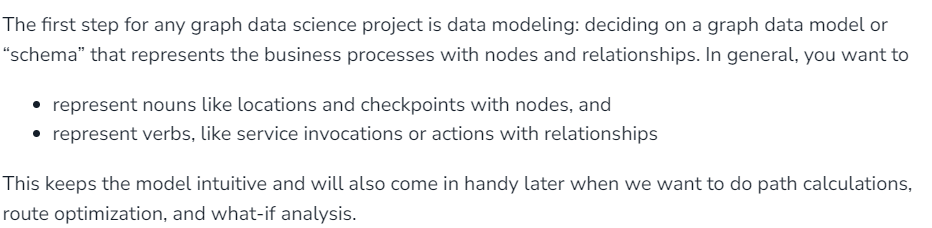 The first step for any graph data science project is data modeling: deciding on a graph data model or
“schema” that represents the business processes with nodes and relationships. In general, you want to
• represent nouns like locations and checkpoints with nodes, and
• represent verbs, like service invocations or actions with relationships
This keeps the model intuitive and will also come in handy later when we want to do path calculations,
route optimization, and what-if analysis.